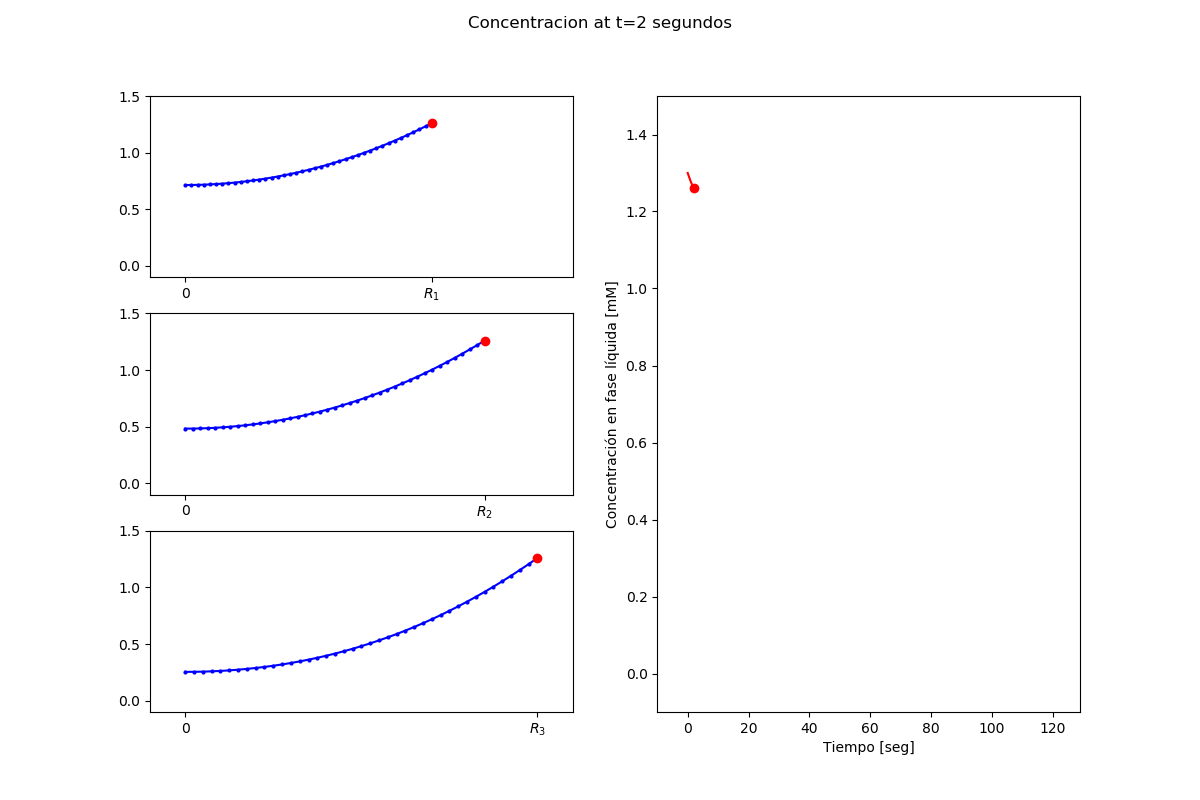 Concentracion at t=2 segundos
1.5
1.0
0.5
0.0
0 R₁
1.5
1.0
0.5
0.0
0 R₂
1.5
1.0
0.5
0.0
0 R₃
Concentración en fase líquida [mM]
1.4
1.2
1.0
0.8
0.6
0.4
0.2
0.0
0 20 40 60 80 100 120
Tiempo [seg]